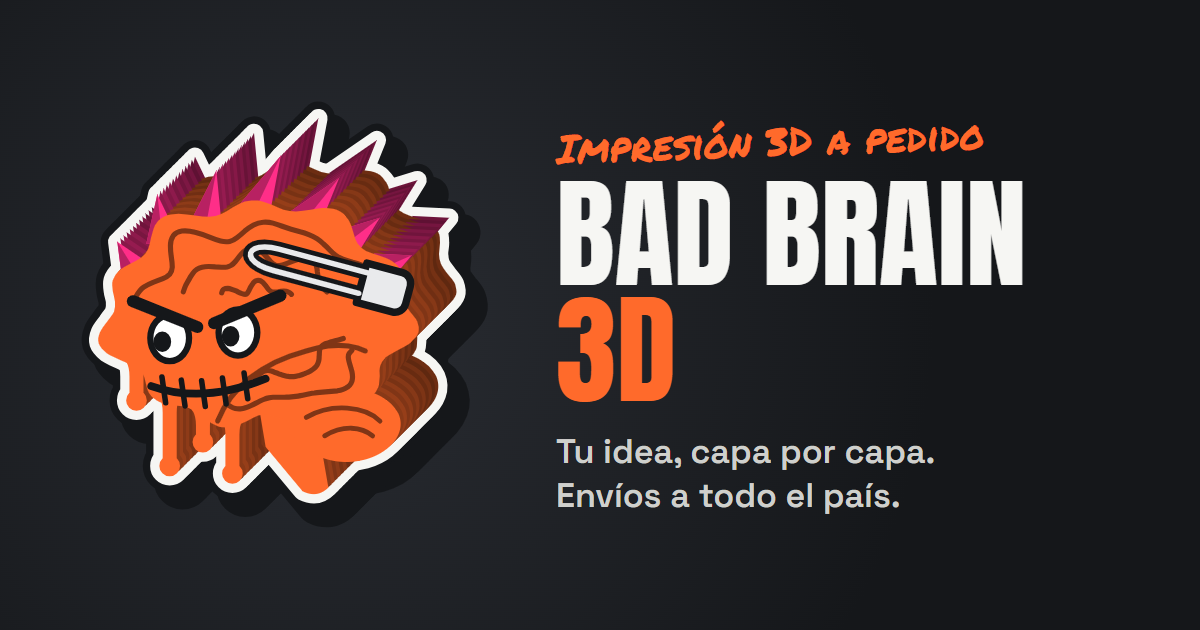 Impresión 3D a pedido
BAD BRAIN
3D
Tu idea, capa por capa.
Envíos a todo el país.